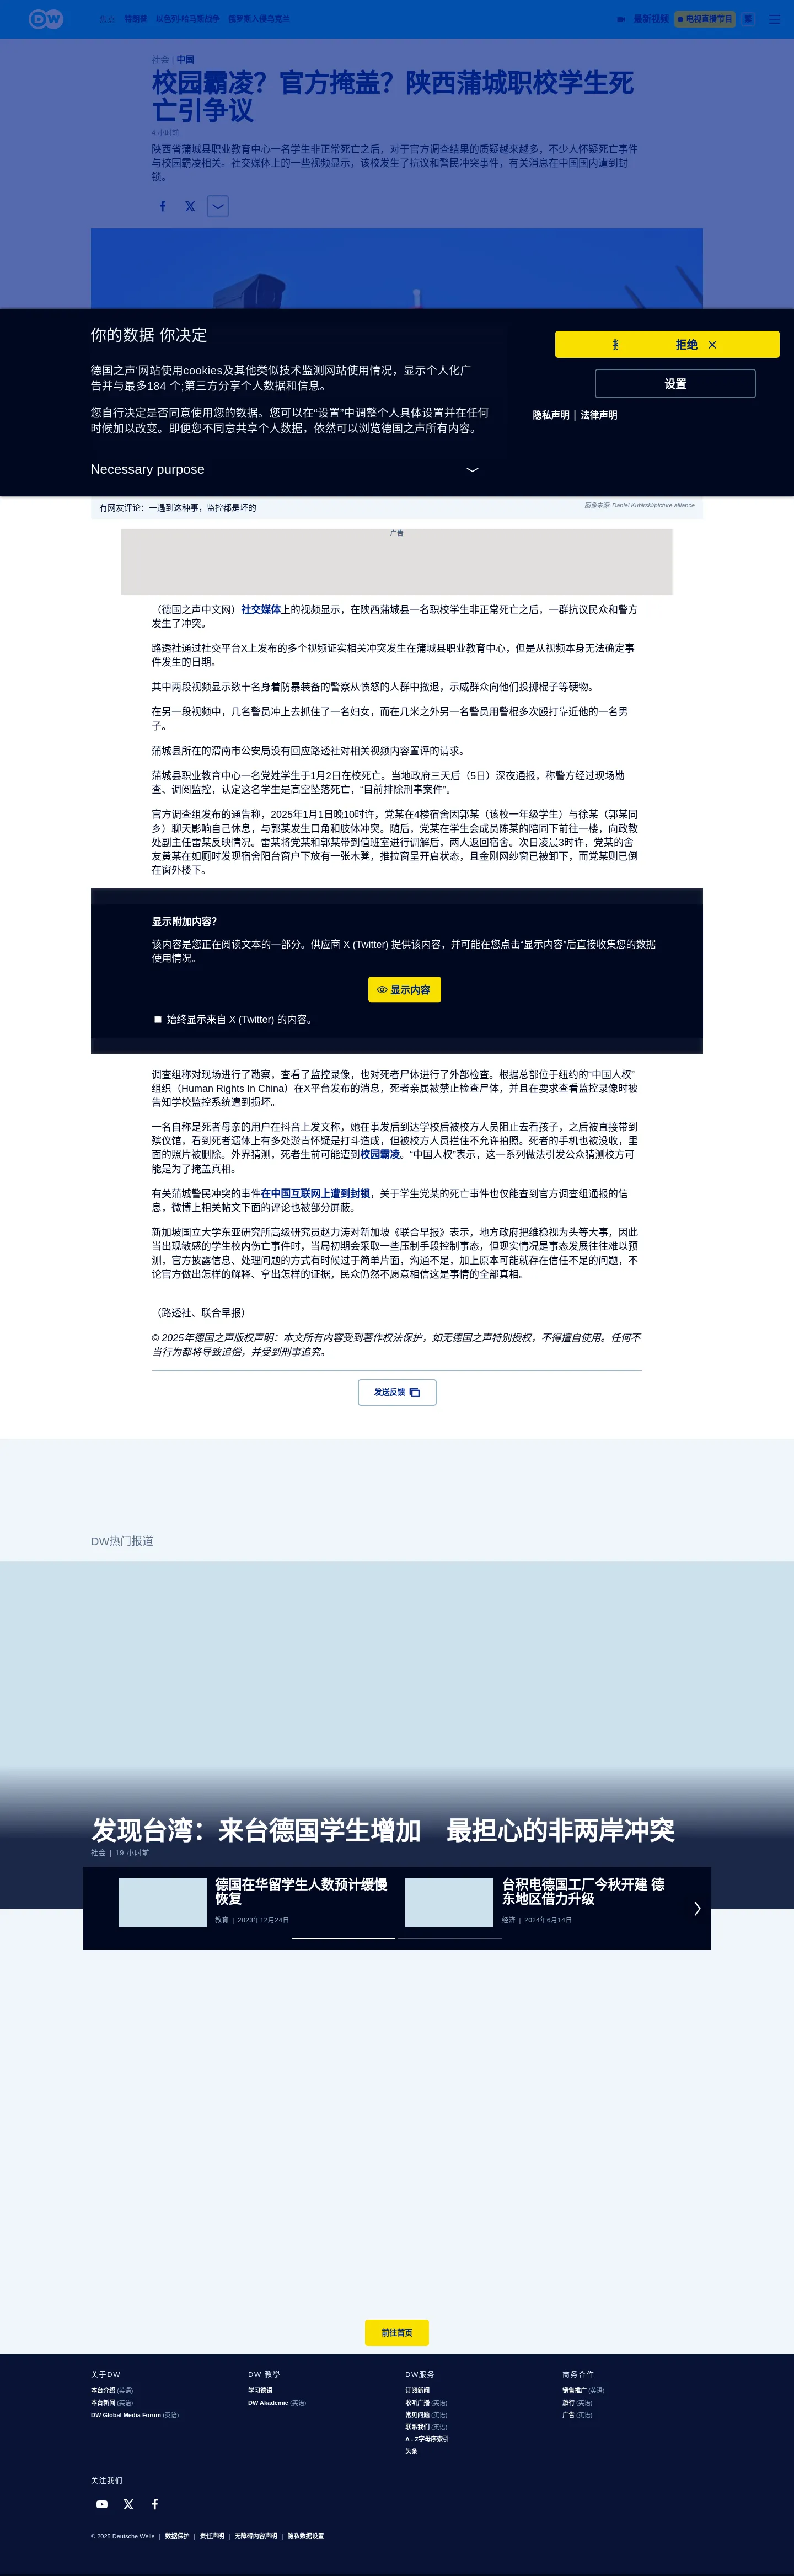 DW
焦点 特朗普 以色列-哈马斯战争 俄罗斯入侵乌克兰
最新视频 电视直播节目
社会 | 中国
校园霸凌？官方掩盖？陕西蒲城职校学生死
亡引争议
4 小时前
陕西省蒲城县职业教育中心一名学生非正常死亡之后，对于官方调查结果的质疑越来越多，不少人怀疑死亡事件
与校园霸凌相关。社交媒体上的一些视频显示，该校发生了抗议和警民冲突事件，有关消息在中国国内遭到封
锁。
你的数据 你决定
拒绝
德国之声'网站使用cookies及其他类似技术监测网站使用情况，显示个人化广
告并与最多184 个;第三方分享个人数据和信息。
设置
您自行决定是否同意使用您的数据。您可以在“设置”中调整个人具体设置并在任何
时候加以改变。即便您不同意共享个人数据，依然可以浏览德国之声所有内容。
隐私声明 | 法律声明
Necessary purpose
有网友评论：一遇到这种事，监控都是坏的
图像来源: Daniel Kubirski/picture alliance
广告
（德国之声中文网）社交媒体上的视频显示，在陕西蒲城县一名职校学生非正常死亡之后，一群抗议民众和警方
发生了冲突。
路透社通过社交平台X上发布的多个视频证实相关冲突发生在蒲城县职业教育中心，但是从视频本身无法确定事
件发生的日期。
其中两段视频显示数十名身着防暴装备的警察从愤怒的人群中撤退，示威群众向他们投掷棍子等硬物。
在另一段视频中，几名警员冲上去抓住了一名妇女，而在几米之外另一名警员用警棍多次殴打靠近他的一名男
子。
蒲城县所在的渭南市公安局没有回应路透社对相关视频内容置评的请求。
蒲城县职业教育中心一名党姓学生于1月2日在校死亡。当地政府三天后（5日）深夜通报，称警方经过现场勘
查、调阅监控，认定这名学生是高空坠落死亡，“目前排除刑事案件”。
官方调查组发布的通告称，2025年1月1日晚10时许，党某在4楼宿舍因郭某（该校一年级学生）与徐某（郭某同
乡）聊天影响自己休息，与郭某发生口角和肢体冲突。随后，党某在学生会成员陈某的陪同下前往一楼，向政教
处副主任雷某反映情况。雷某将党某和郭某带到值班室进行调解后，两人返回宿舍。次日凌晨3时许，党某的舍
友黄某在如厕时发现宿舍阳台窗户下放有一张木凳，推拉窗呈开启状态，且金刚网纱窗已被卸下，而党某则已倒
在窗外楼下。
显示附加内容？
该内容是您正在阅读文本的一部分。供应商 X (Twitter) 提供该内容，并可能在您点击“显示内容”后直接收集您的数据
使用情况。
显示内容
始终显示来自 X (Twitter) 的内容。
调查组称对现场进行了勘察，查看了监控录像，也对死者尸体进行了外部检查。根据总部位于纽约的“中国人权”
组织（Human Rights In China）在X平台发布的消息，死者亲属被禁止检查尸体，并且在要求查看监控录像时被
告知学校监控系统遭到损坏。
一名自称是死者母亲的用户在抖音上发文称，她在事发后到达学校后被校方人员阻止去看孩子，之后被直接带到
殡仪馆，看到死者遗体上有多处淤青怀疑是打斗造成，但被校方人员拦住不允许拍照。死者的手机也被没收，里
面的照片被删除。外界猜测，死者生前可能遭到校园霸凌。“中国人权”表示，这一系列做法引发公众猜测校方可
能是为了掩盖真相。
有关蒲城警民冲突的事件在中国互联网上遭到封锁，关于学生党某的死亡事件也仅能查到官方调查组通报的信
息，微博上相关帖文下面的评论也被部分屏蔽。
新加坡国立大学东亚研究所高级研究员赵力涛对新加坡《联合早报》表示，地方政府把维稳视为头等大事，因此
当出现敏感的学生校内伤亡事件时，当局初期会采取一些压制手段控制事态，但现实情况是事态发展往往难以预
测，官方披露信息、处理问题的方式有时候过于简单片面，沟通不足，加上原本可能就存在信任不足的问题，不
论官方做出怎样的解释、拿出怎样的证据，民众仍然不愿意相信这是事情的全部真相。
（路透社、联合早报）
© 2025年德国之声版权声明：本文所有内容受到著作权法保护，如无德国之声特别授权，不得擅自使用。任何不
当行为都将导致追偿，并受到刑事追究。
发送反馈
DW热门报道
发现台湾：来台德国学生增加 最担心的非两岸冲突
社会 | 19 小时前
德国在华留学生人数预计缓慢
恢复
教育 | 2023年12月24日
台积电德国工厂今秋开建 德
东地区借力升级
经济 | 2024年6月14日
前往首页
关于DW
本台介绍 (英语)
本台新闻 (英语)
DW Global Media Forum (英语)
DW 教學
学习德语
DW Akademie (英语)
DW服务
订阅新闻
收听广播 (英语)
常见问题 (英语)
联系我们 (英语)
A - Z字母序索引
头条
商务合作
销售推广 (英语)
旅行 (英语)
广告 (英语)
关注我们
© 2025 Deutsche Welle | 数据保护 | 责任声明 | 无障碍内容声明 | 隐私数据设置